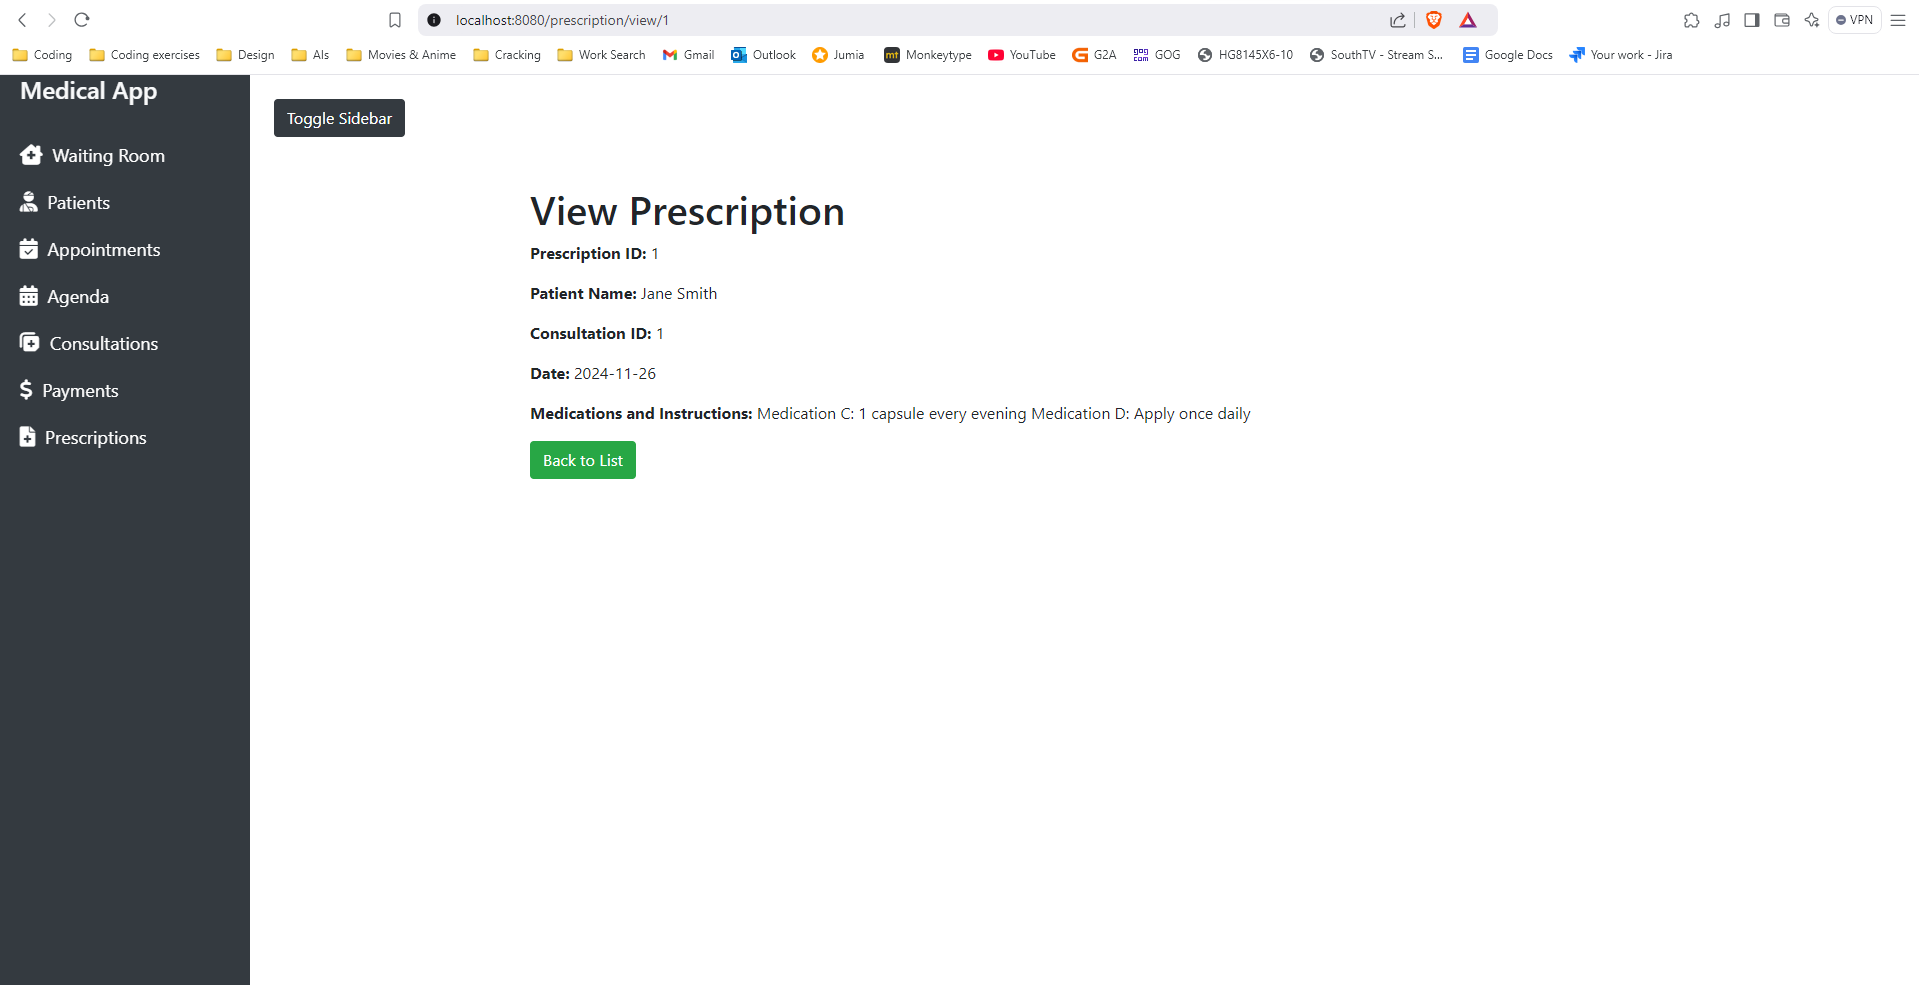 localhost:8080/prescription/view/1
VPN
Coding Coding exercises Design AIs Movies & Anime Cracking Work Search Gmail Outlook Jumia mt Monkeytype YouTube G2A GOG HG8145X6-10 SouthTV - Stream S... Google Docs Your work - Jira
Medical App
Toggle Sidebar
Waiting Room
Patients
Appointments
Agenda
Consultations
Payments
Prescriptions
View Prescription
Prescription ID: 1
Patient Name: Jane Smith
Consultation ID: 1
Date: 2024-11-26
Medications and Instructions: Medication C: 1 capsule every evening Medication D: Apply once daily
Back to List